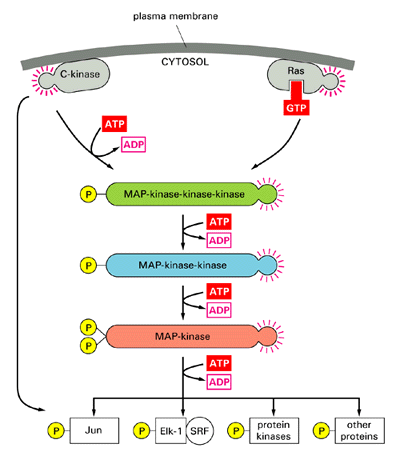 plasma membrane
CYTOSOL
C-kinase
Ras
GTP
ATP
ADP
P MAP-kinase-kinase-kinase
ATP
ADP
P MAP-kinase-kinase
ATP
ADP
P
P
MAP-kinase
ATP
ADP
P Jun
P Elk-1 SRF
P protein
kinases
P other
proteins